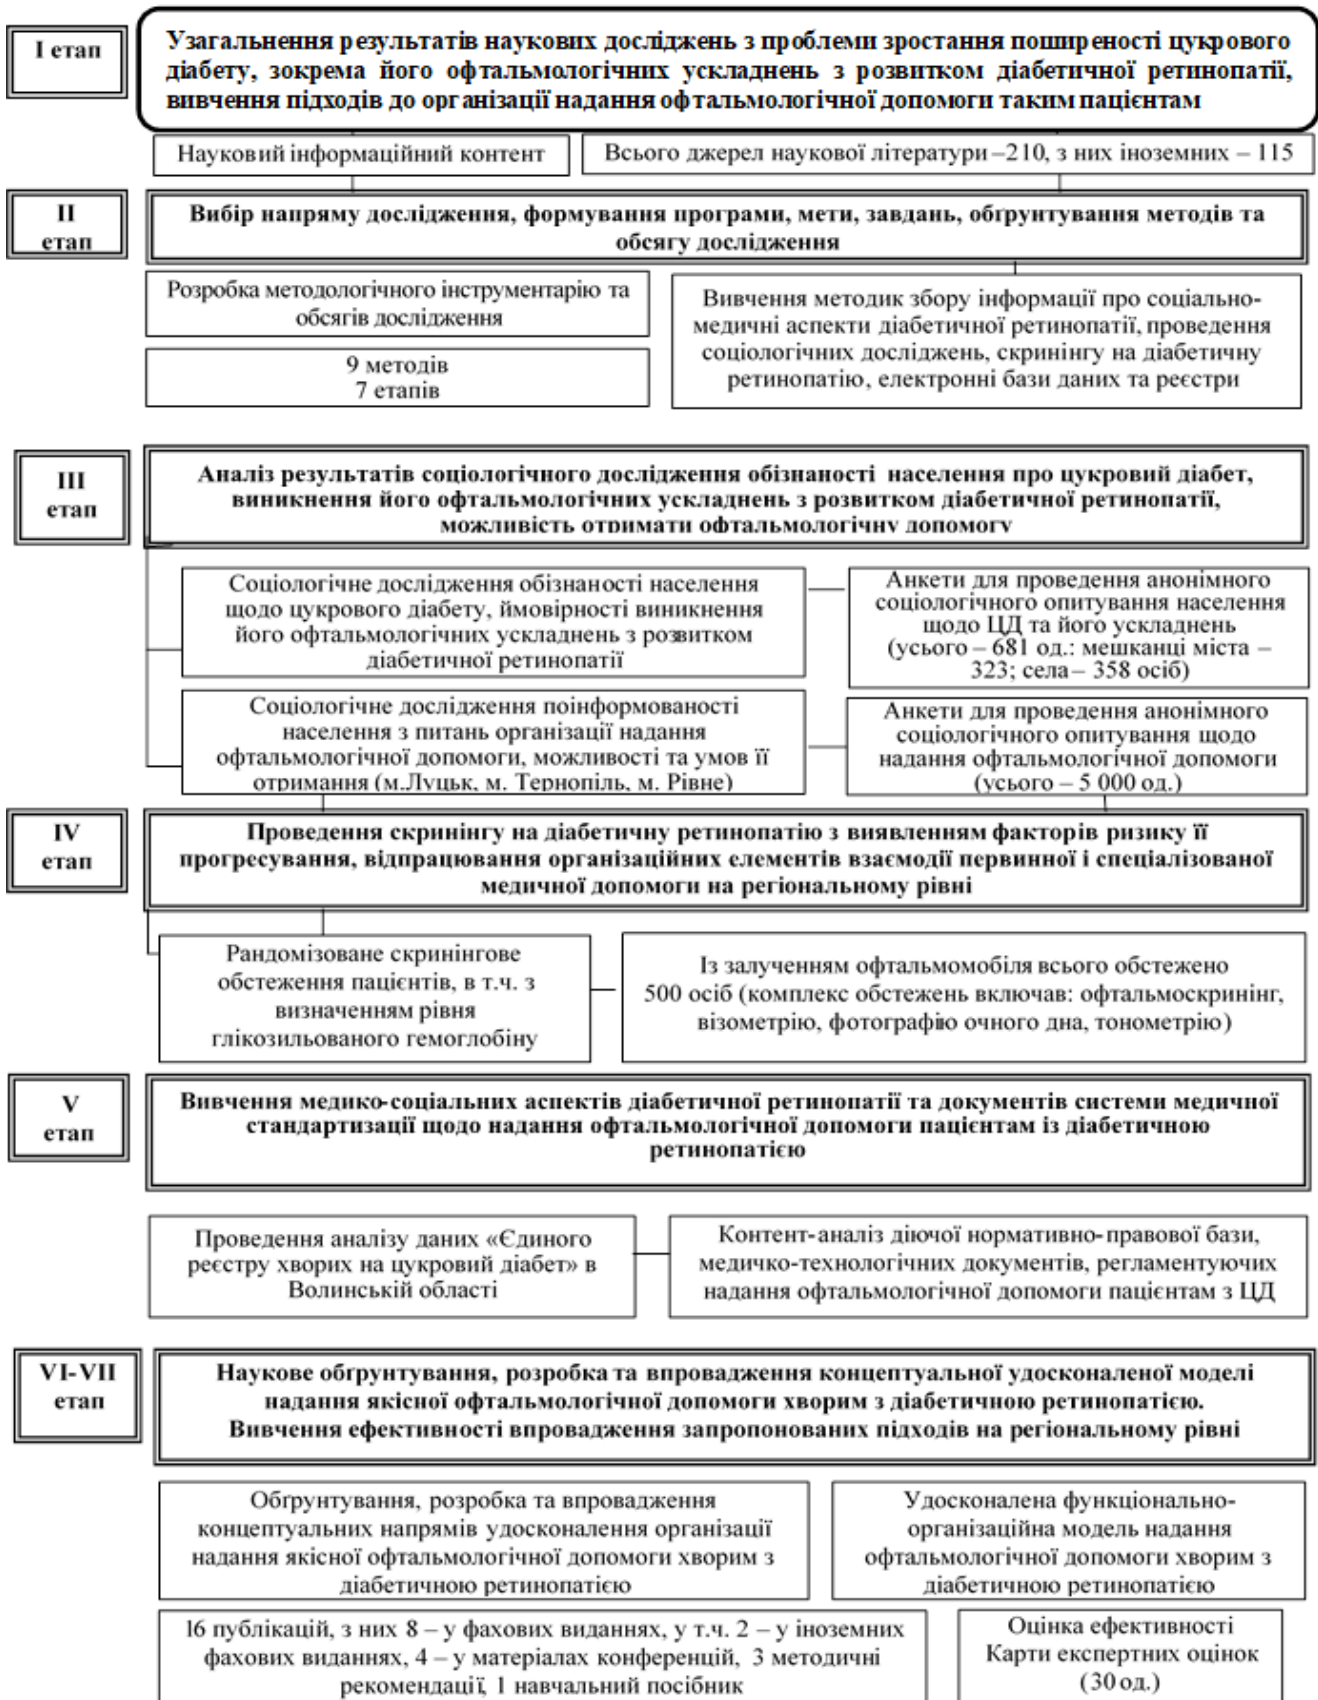 І етап
Узагальнення результатів наукових досліджень з проблеми зростання поширеності цукрового
діабету, зокрема його офтальмологічних ускладнень з розвитком діабетичної ретинопатії,
вивчення підходів до організації надання офтальмологічної допомоги таким пацієнтам
Науковий інформаційний контент
Всього джерел наукової літератури –210, з них іноземних – 115
ІІ
етап
Вибір напряму дослідження, формування програми, мети, завдань, обґрунтування методів та
обсягу дослідження
Розробка методологічного інструментарію та
обсягів дослідження
9 методів
7 етапів
Вивчення методик збору інформації про соціально-
медичні аспекти діабетичної ретинопатії, проведення
соціологічних досліджень, скринінгу на діабетичну
ретинопатію, електронні бази даних та реєстри
ІІІ
етап
Аналіз результатів соціологічного дослідження обізнаності населення про цукровий діабет,
виникнення його офтальмологічних ускладнень з розвитком діабетичної ретинопатії,
можливість отримати офтальмологічну допомогу
Соціологічне дослідження обізнаності населення
щодо цукрового діабету, ймовірності виникнення
його офтальмологічних ускладнень з розвитком
діабетичної ретинопатії
Анкети для проведення анонімного
соціологічного опитування населення
щодо ЦД та його ускладнень
(усього – 681 од.: мешканці міста –
323; села – 358 осіб)
Соціологічне дослідження поінформованості
населення з питань організації надання
офтальмологічної допомоги, можливості та умов її
отримання (м.Луцьк, м. Тернопіль, м. Рівне)
Анкети для проведення анонімного
соціологічного опитування щодо
надання офтальмологічної допомоги
(усього – 5 000 од.)
IV
етап
Проведення скринінгу на діабетичну ретинопатію з виявленням факторів ризику її
прогресування, відпрацювання організаційних елементів взаємодії первинної і спеціалізованої
медичної допомоги на регіональному рівні
Рандомізоване скринінгове
обстеження пацієнтів, в т.ч. з
визначенням рівня
глікозильованого гемоглобіну
Із залученням офтальмомобіля всього обстежено
500 осіб (комплекс обстежень включав: офтальмоскринінг,
візометрію, фотографію очного дна, тонометрію)
V
етап
Вивчення медико-соціальних аспектів діабетичної ретинопатії та документів системи медичної
стандартизації щодо надання офтальмологічної допомоги пацієнтам із діабетичною
ретинопатією
Проведення аналізу даних «Єдиного
реєстру хворих на цукровий діабет» в
Волинській області
Контент-аналіз діючої нормативно-правової бази,
медичко-технологічних документів, регламентуючих
надання офтальмологічної допомоги пацієнтам з ЦД
VI-VII
етап
Наукове обґрунтування, розробка та впровадження концептуальної удосконаленої моделі
надання якісної офтальмологічної допомоги хворим з діабетичною ретинопатією.
Вивчення ефективності впровадження запропонованих підходів на регіональному рівні
Обґрунтування, розробка та впровадження
концептуальних напрямів удосконалення організації
надання якісної офтальмологічної допомоги хворим з
діабетичною ретинопатією
Удосконалена функціонально-
організаційна модель надання
офтальмологічної допомоги хворим з
діабетичною ретинопатією
16 публікацій, з них 8 – у фахових виданнях, у т.ч. 2 – у іноземних
фахових виданнях, 4 – у матеріалах конференцій, 3 методичні
рекомендації, 1 навчальний посібник
Оцінка ефективності
Карти експертних оцінок
(30 од.)